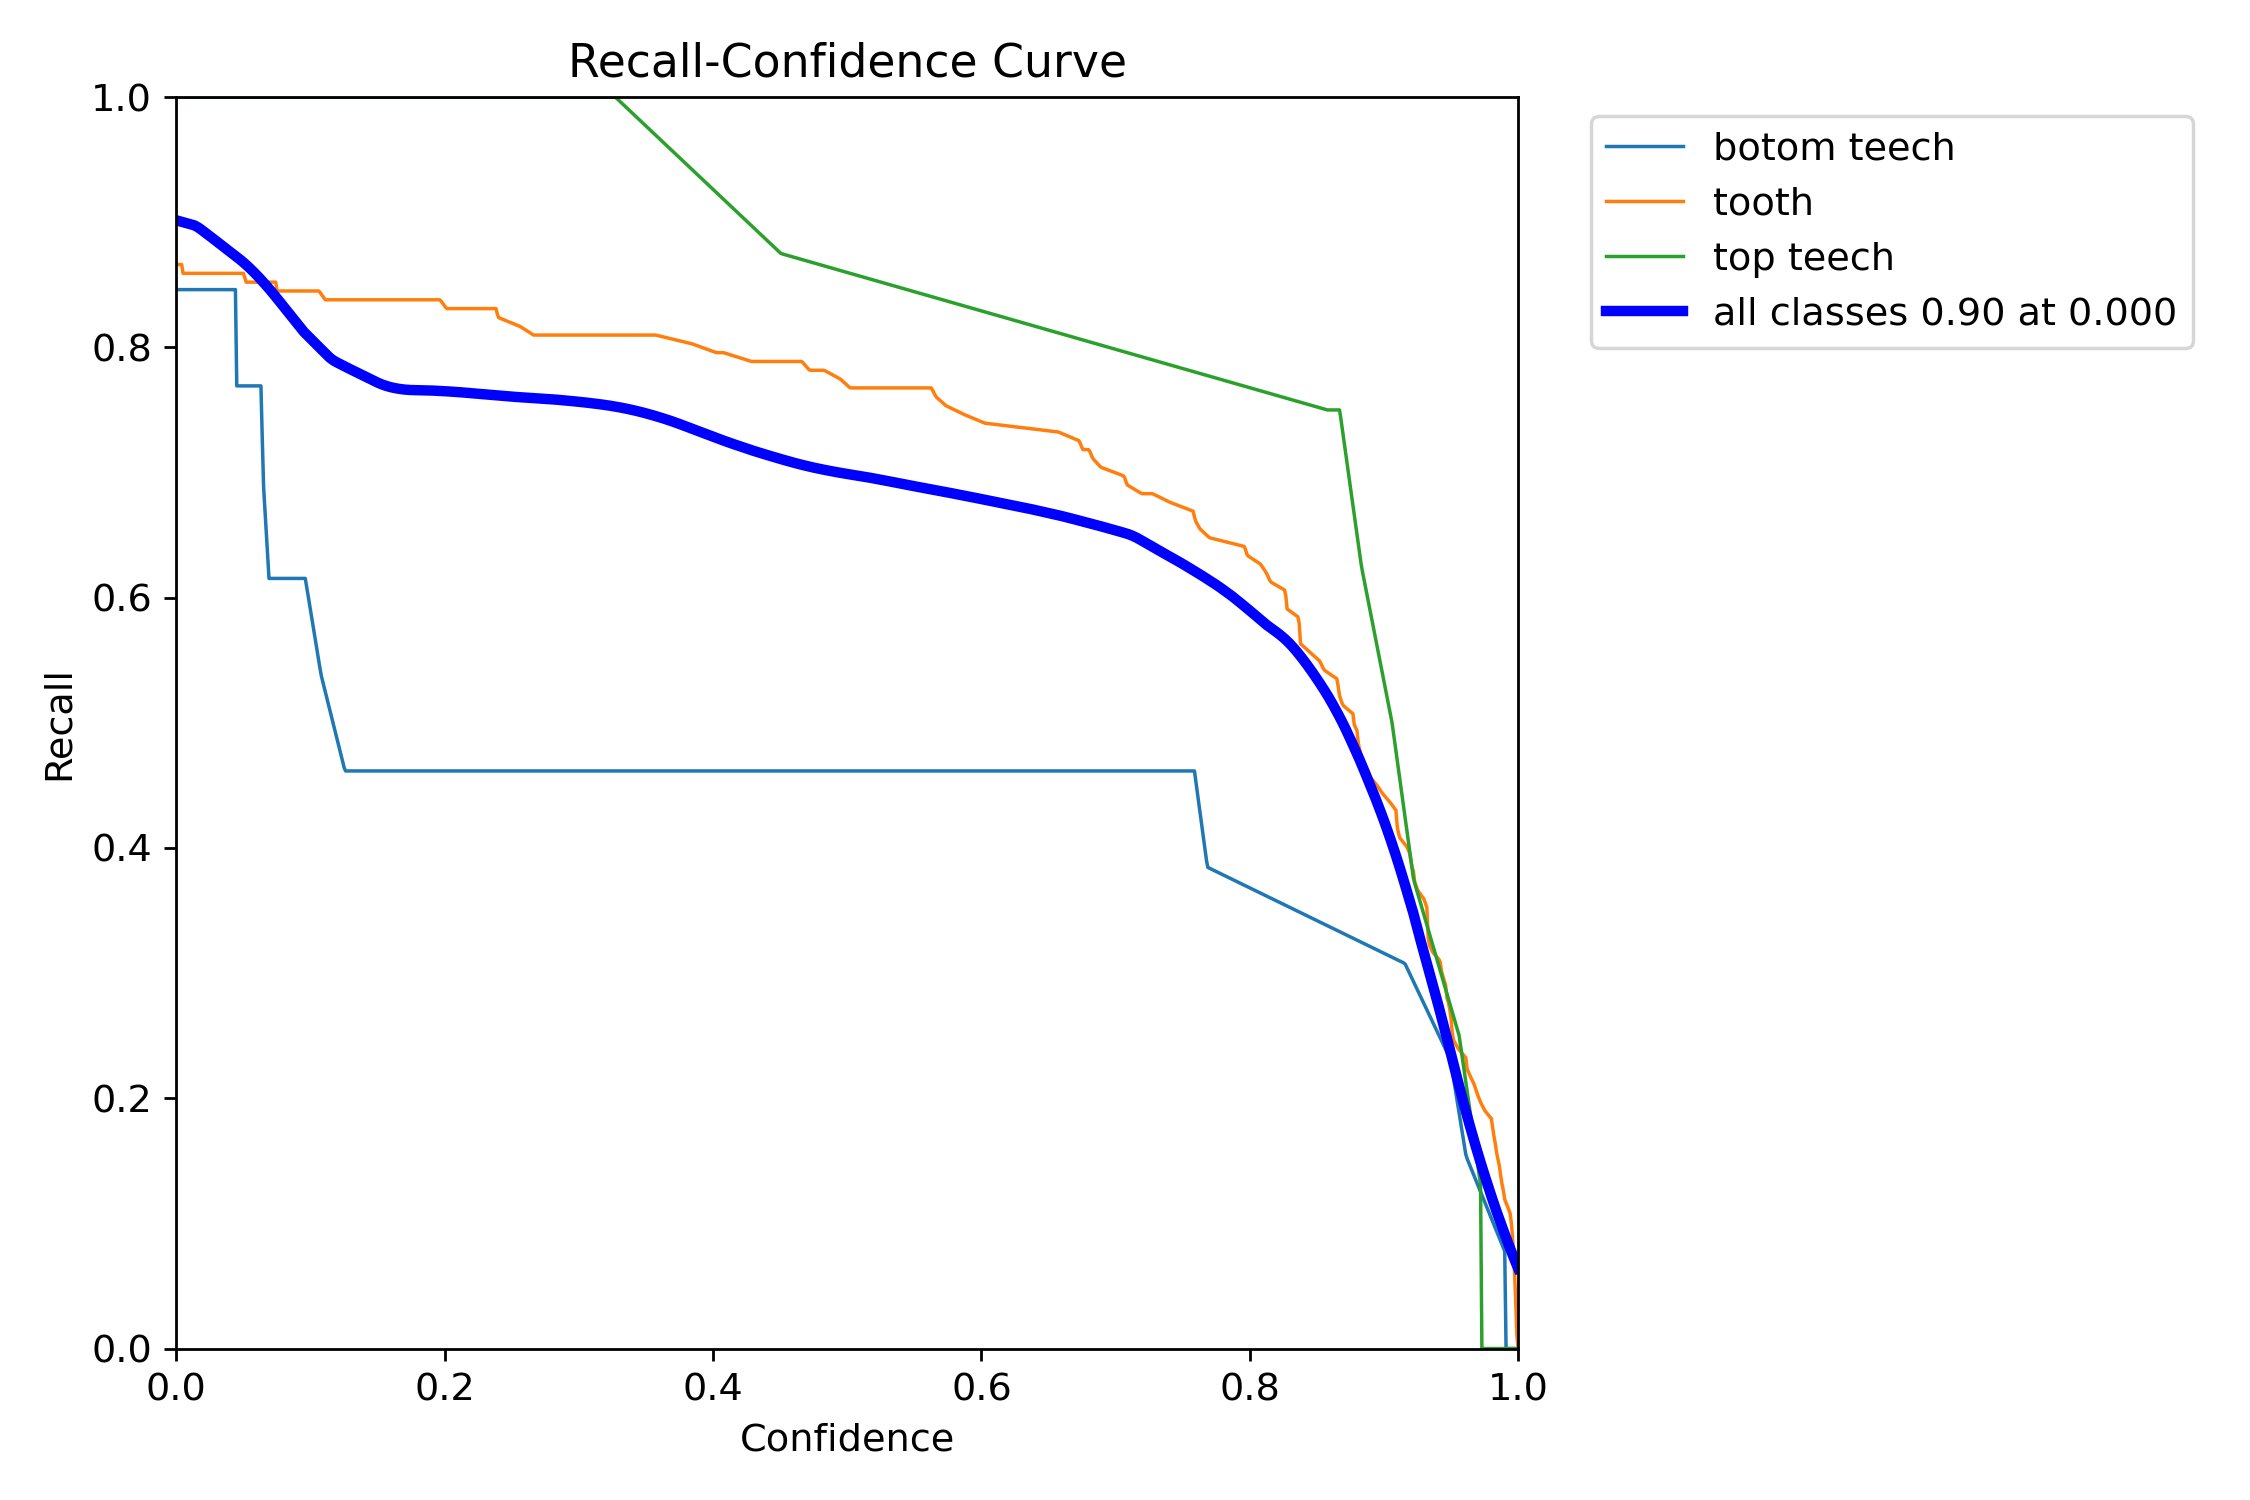 Recall-Confidence Curve
1.0
0.8
0.6
0.4
0.2
0.0
Recall
0.0 0.2 0.4 0.6 0.8 1.0
Confidence
botom teech
tooth
top teech
all classes 0.90 at 0.000